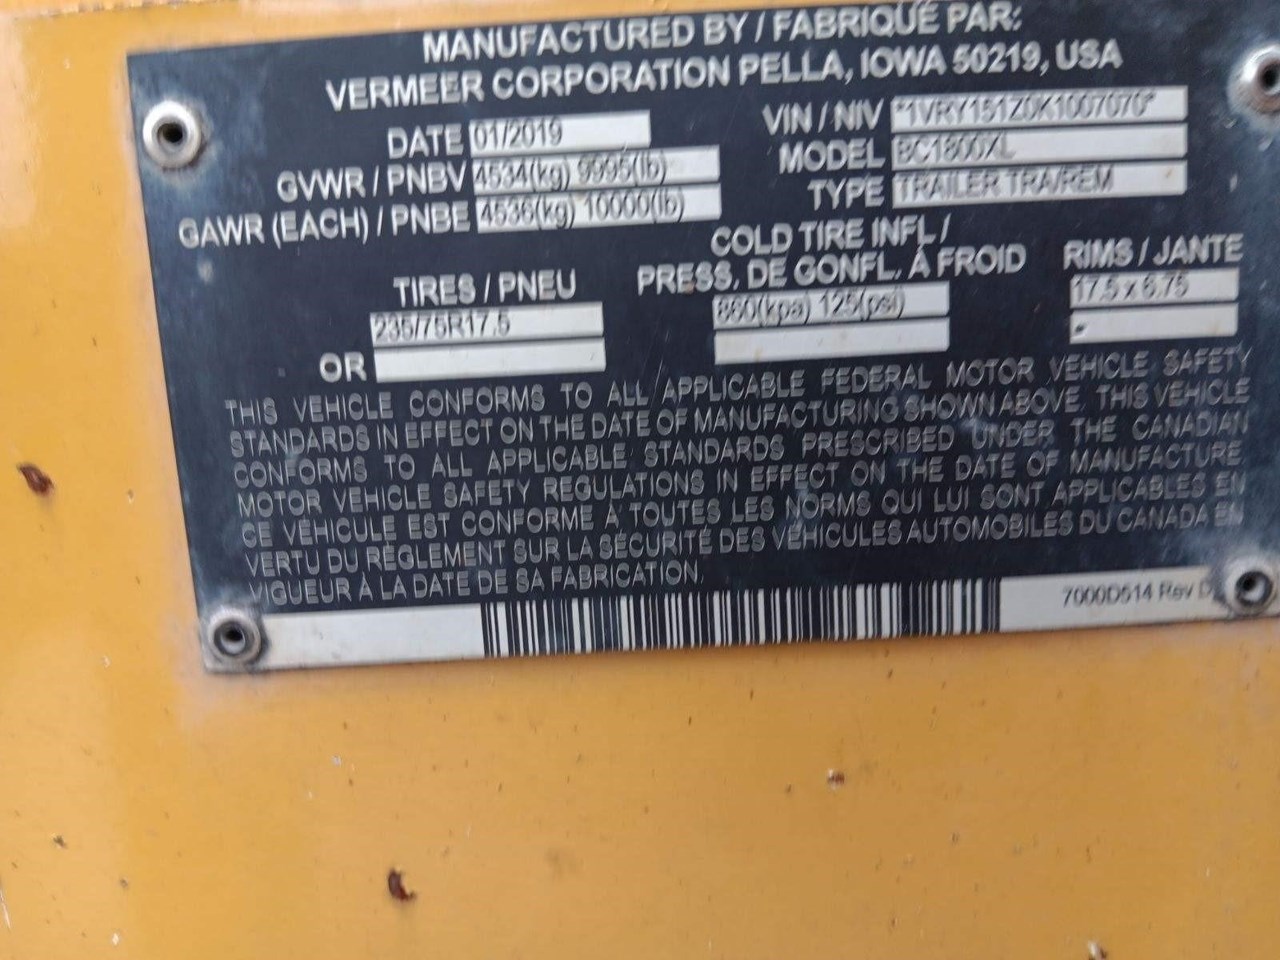 MANUFACTURED BY / FABRIQUÉ PAR:
VERMEER CORPORATION PELLA, IOWA 50219, USA
DATE 01/2019
VIN / NIV *1VRY151Z0K1007070*
GVWR / PNBV 4534(kg) 9995(lb)
MODEL BC1800XL
GAWR (EACH) / PNBE 4536(kg) 10000(lb)
TYPE TRAILER TRA/REM
TIRES / PNEU
COLD TIRE INFL /
PRESS. DE GONFL. À FROID
RIMS / JANTE
235/75R17.5
860(kpa) 125(psi)
17.5 x 6.75
OR
-
THIS VEHICLE CONFORMS TO ALL APPLICABLE FEDERAL MOTOR VEHICLE SAFETY
STANDARDS IN EFFECT ON THE DATE OF MANUFACTURING SHOWN ABOVE. THIS VEHICLE
CONFORMS TO ALL APPLICABLE STANDARDS PRESCRIBED UNDER THE CANADIAN
MOTOR VEHICLE SAFETY REGULATIONS IN EFFECT ON THE DATE OF MANUFACTURE.
CE VÉHICULE EST CONFORME À TOUTES LES NORMS QUI LUI SONT APPLICABLES EN
VERTU DU RÈGLEMENT SUR LA SÉCURITÉ DES VÉHICULES AUTOMOBILES DU CANADA EN
VIGUEUR À LA DATE DE SA FABRICATION.
7000D514 Rev D